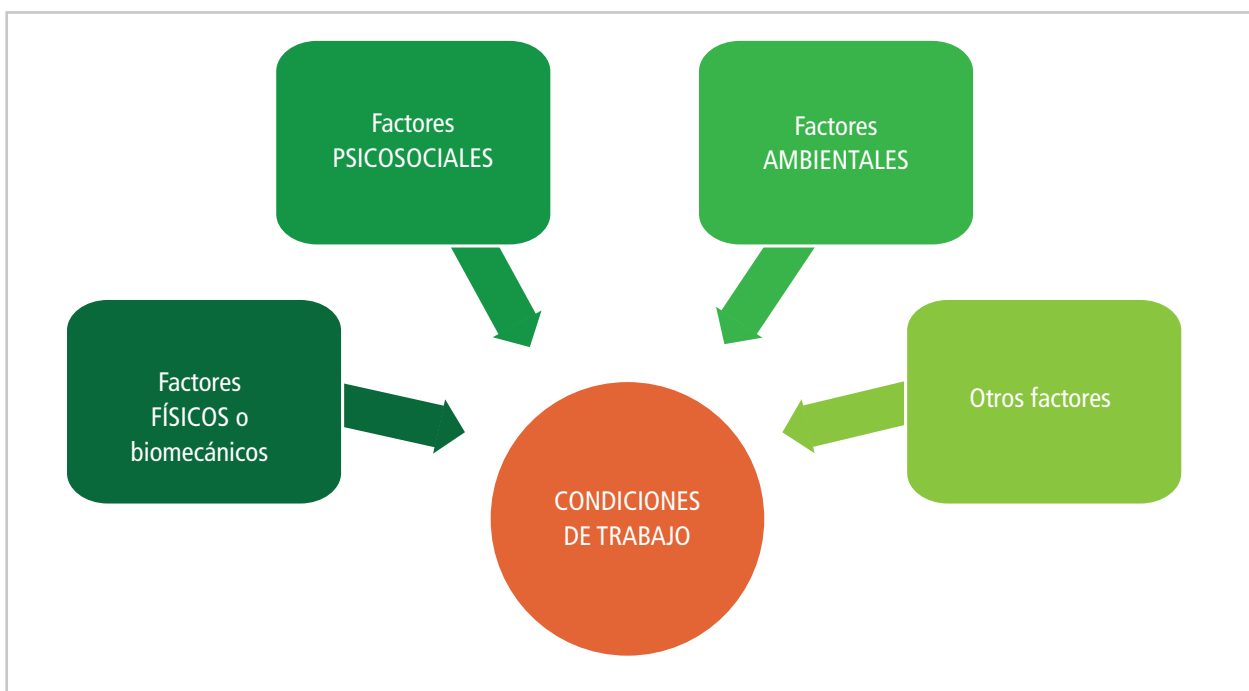 Factores
PSICOSOCIALES
Factores
AMBIENTALES
Factores
FÍSICOS o
biomecánicos
Otros factores
CONDICIONES
DE TRABAJO